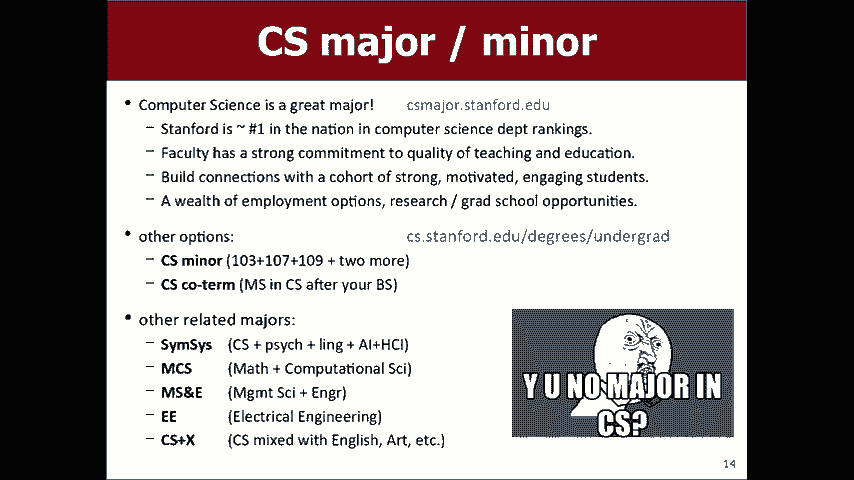 CS major / minor
• Computer Science is a great major! csmajor.stanford.edu
– Stanford is ~ #1 in the nation in computer science dept rankings.
– Faculty has a strong commitment to quality of teaching and education.
– Build connections with a cohort of strong, motivated, engaging students.
– A wealth of employment options, research / grad school opportunities.
• other options: cs.stanford.edu/degrees/undergrad
– CS minor (103+107+109 + two more)
– CS co-term (MS in CS after your BS)
• other related majors:
– SymSys (CS + psych + ling + AI+HCI)
– MCS (Math + Computational Sci)
– MS&E (Mgmt Sci + Engr)
– EE (Electrical Engineering)
– CS+X (CS mixed with English, Art, etc.)
Y U NO MAJOR IN
CS?
14